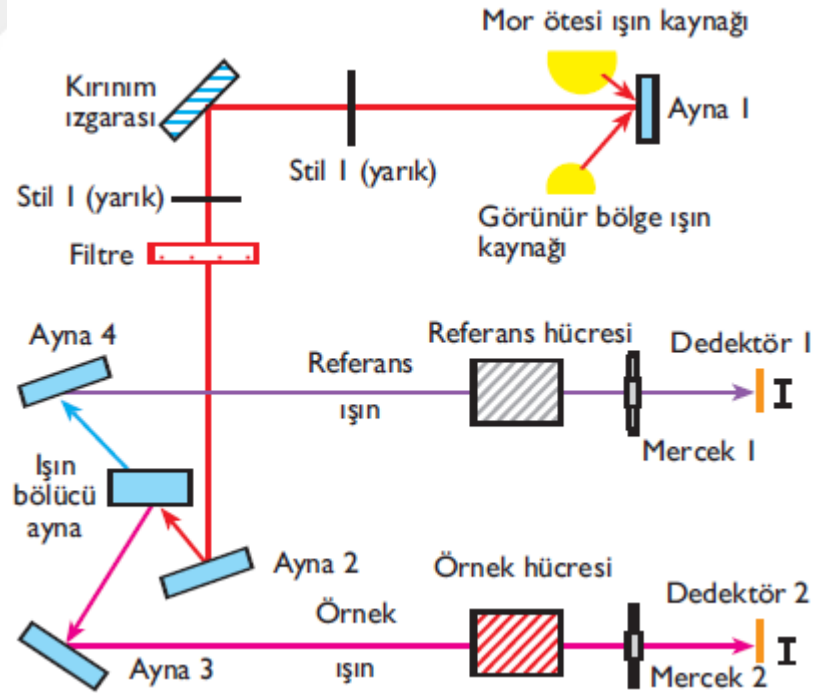 Mor ötesi ışın kaynağı
Kırınım
ızgarası
Ayna 1
Stil 1 (yarık)
Stil 1 (yarık)
Görünür bölge ışın
kaynağı
Filtre
Ayna 4
Referans
ışın
Referans hücresi
Dedektör 1
I
Mercek 1
Işın
bölücü
ayna
Ayna 2
Örnek
ışın
Örnek hücresi
Dedektör 2
I
Ayna 3
Mercek 2